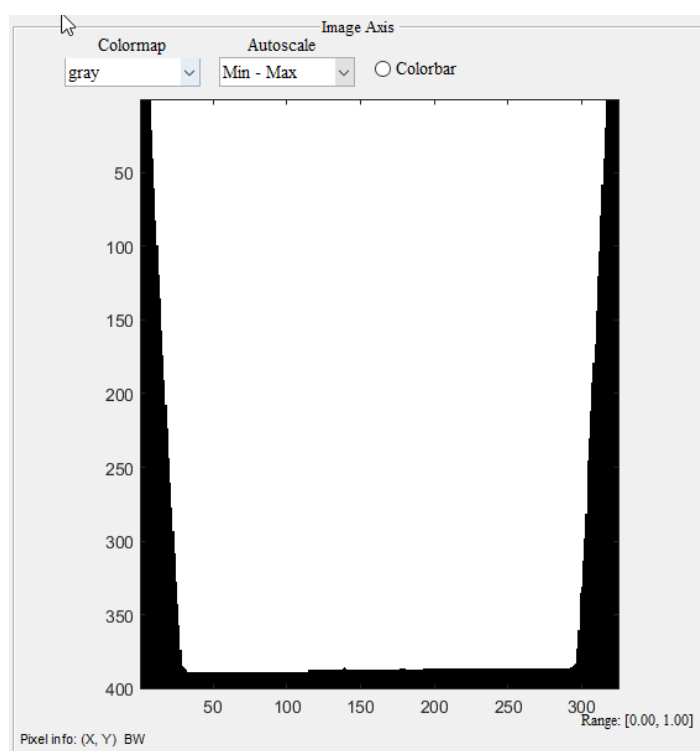 Image Axis
Colormap Autoscale
gray Min - Max Colorbar
50
100
150
200
250
300
350
400
50 100 150 200 250 300
Range: [0.00, 1.00]
Pixel info: (X, Y) BW